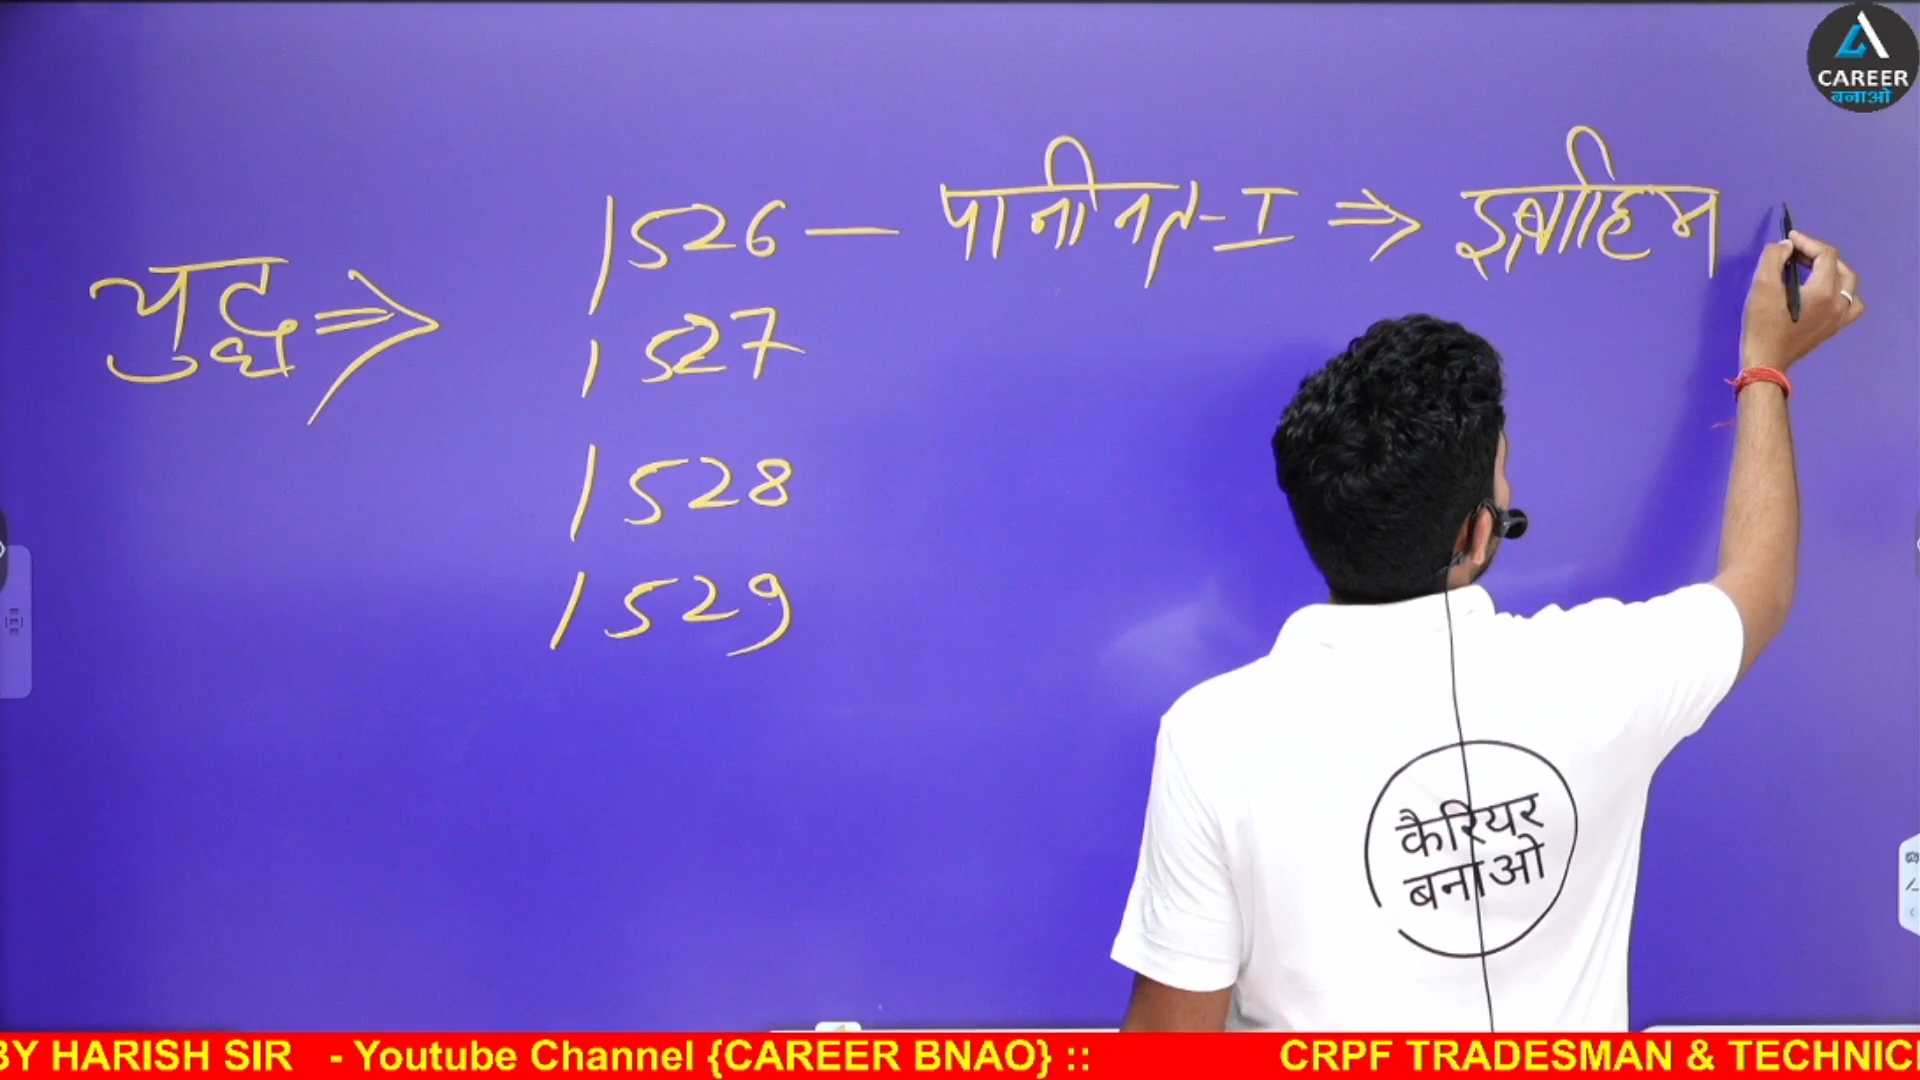 CAREER
बनाओ
1526 — पानीपत - I ⇒ इब्राहिम
युद्ध ⇒
1527
1528
1529
कैरियर
बनाओ
BY HARISH SIR - Youtube Channel {CAREER BNAO} :: CRPF TRADESMAN & TECHNIC